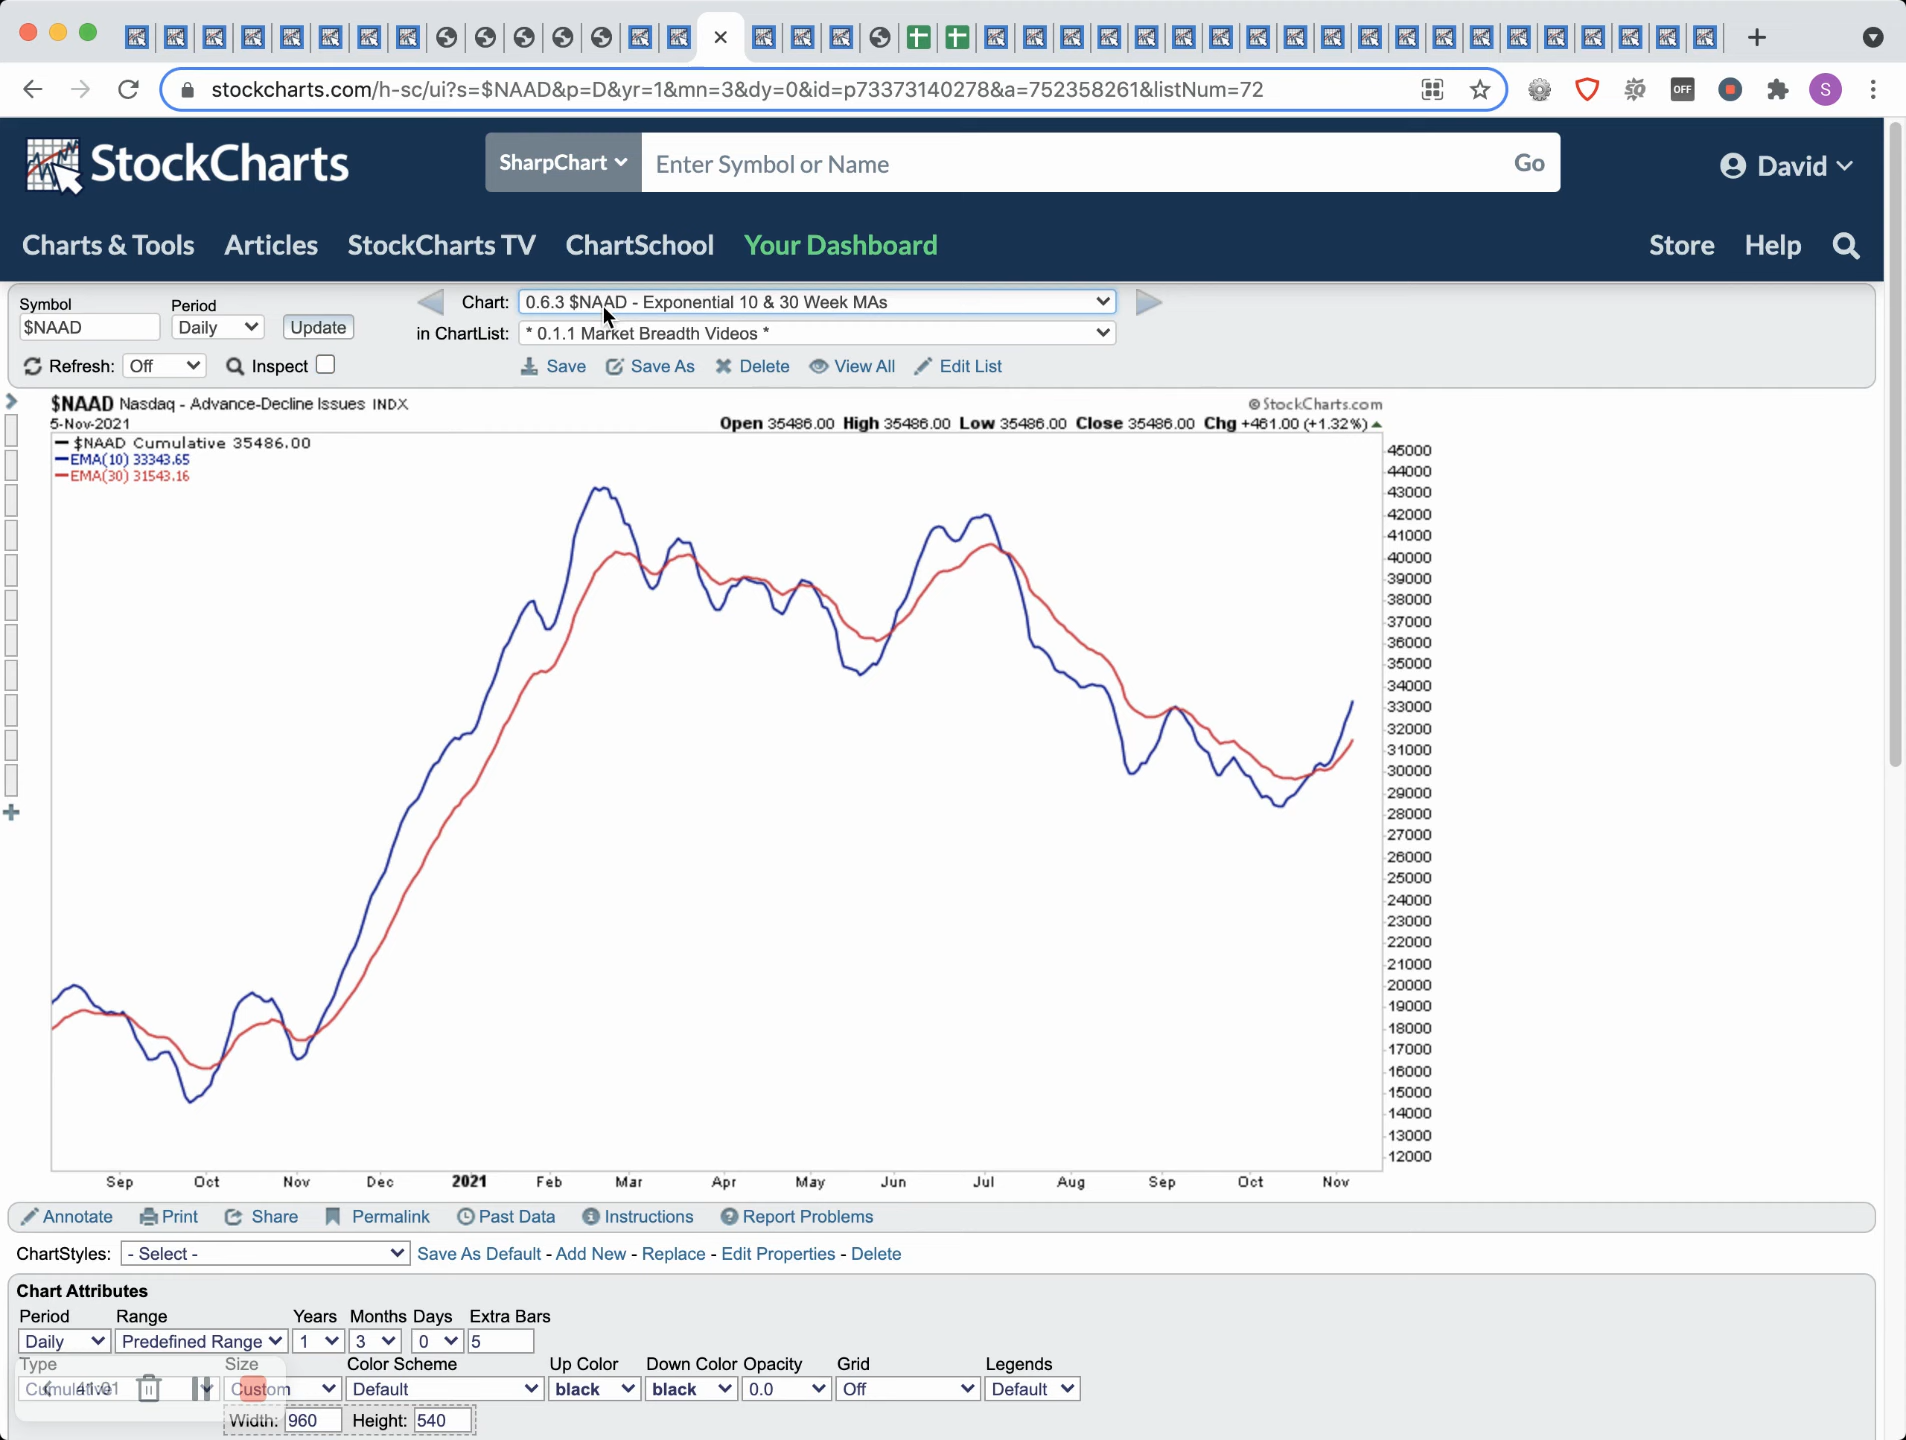 stockcharts.com/h-sc/ui?s=$NAAD&p=D&yr=1&mn=3&dy=0&id=p73373140278&a=752358261&listNum=72
OFF
S
StockCharts
SharpChart
Enter Symbol or Name
Go
David
Charts & Tools
Articles
StockCharts TV
ChartSchool
Your Dashboard
Store
Help
Symbol
Period
Chart:
0.6.3 $NAAD - Exponential 10 & 30 Week MAs
$NAAD
Daily
Update
in ChartList:
* 0.1.1 Market Breadth Videos *
Refresh:
Off
Inspect
Save
Save As
Delete
View All
Edit List
$NAAD Nasdaq - Advance-Decline Issues INDX
© StockCharts.com
5-Nov-2021
Open 35486.00 High 35486.00 Low 35486.00 Close 35486.00 Chg +461.00 (+1.32%)
$NAAD Cumulative 35486.00
EMA(10) 33343.65
EMA(30) 31543.16
45000
44000
43000
42000
41000
40000
39000
38000
37000
36000
35000
34000
33000
32000
31000
30000
29000
28000
27000
26000
25000
24000
23000
22000
21000
20000
19000
18000
17000
16000
15000
14000
13000
12000
Sep Oct Nov Dec 2021 Feb Mar Apr May Jun Jul Aug Sep Oct Nov
Annotate
Print
Share
Permalink
Past Data
Instructions
Report Problems
ChartStyles:
- Select -
Save As Default - Add New - Replace - Edit Properties - Delete
Chart Attributes
Period Range Years Months Days Extra Bars
Daily Predefined Range 1 3 0 5
Type Size Color Scheme Up Color Down Color Opacity Grid Legends
Cumulative 41:01 Custom Default black black 0.0 Off Default
Width: 960 Height: 540